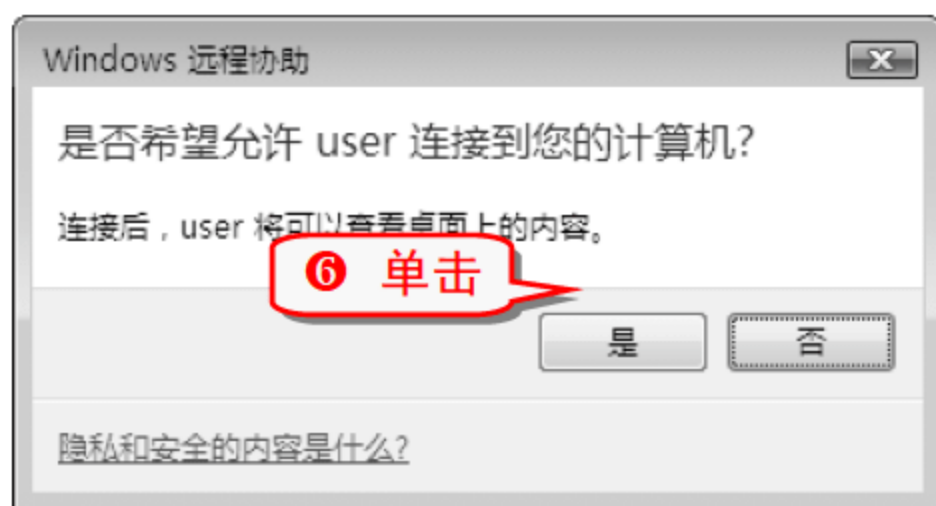 Windows 远程协助
是否希望允许 user 连接到您的计算机?
连接后，user 将可以查看桌面上的内容。
❻ 单击
是 否
隐私和安全的内容是什么?